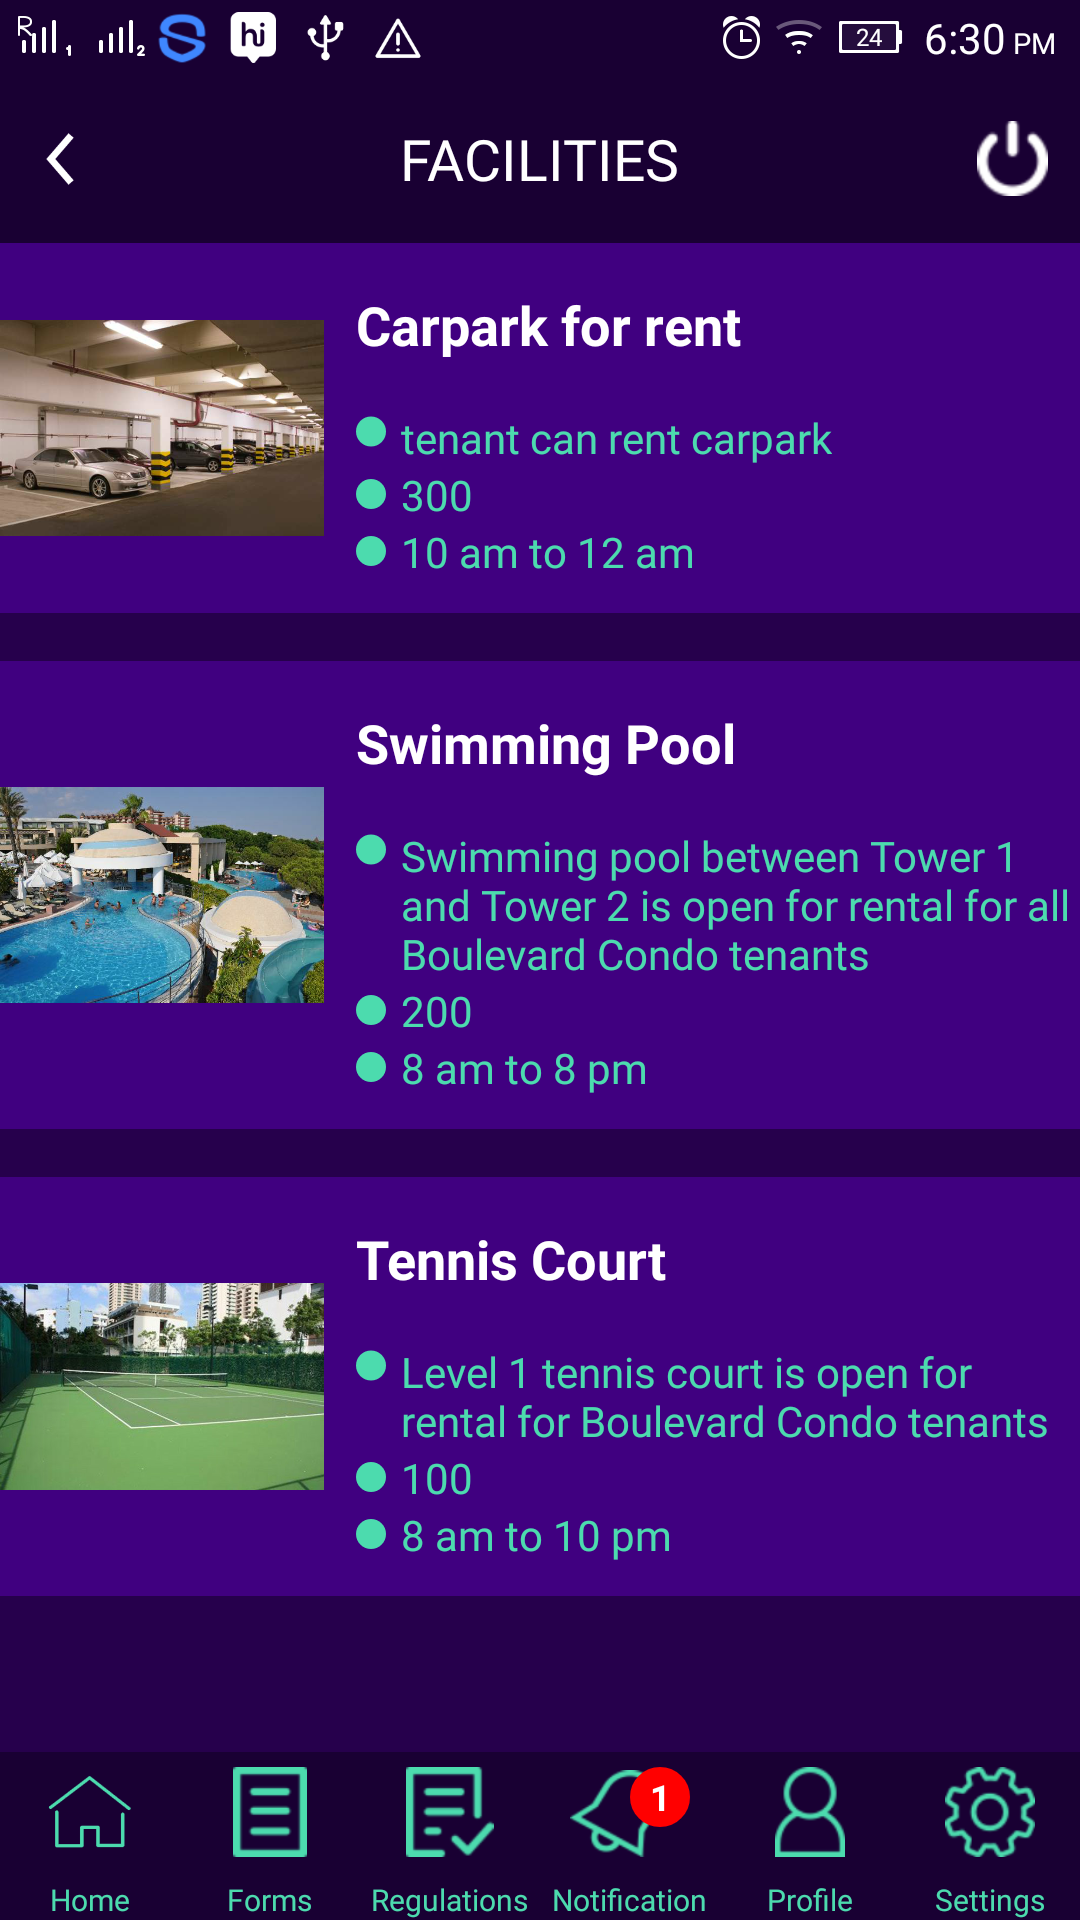 R 1 2 hi 24 6:30 PM
FACILITIES
Carpark for rent
tenant can rent carpark
300
10 am to 12 am
Swimming Pool
Swimming pool between Tower 1
and Tower 2 is open for rental for all
Boulevard Condo tenants
200
8 am to 8 pm
Tennis Court
Level 1 tennis court is open for
rental for Boulevard Condo tenants
100
8 am to 10 pm
1
Home Forms Regulations Notification Profile Settings